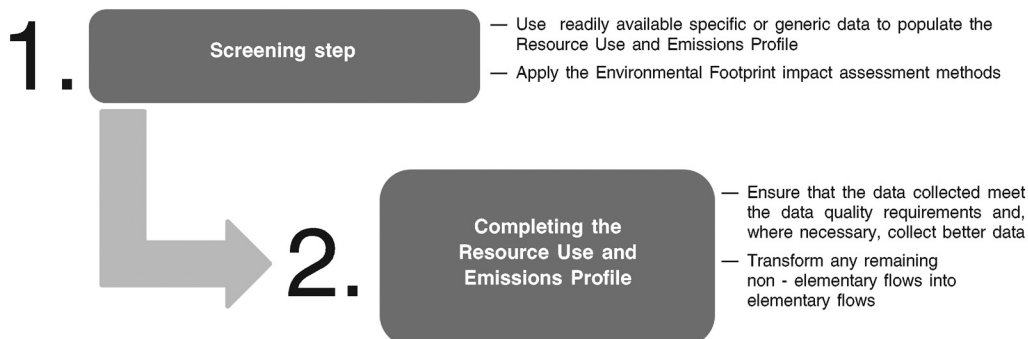 1.
Screening step
— Use readily available specific or generic data to populate the
Resource Use and Emissions Profile
— Apply the Environmental Footprint impact assessment methods
2.
Completing the
Resource Use and
Emissions Profile
— Ensure that the data collected meet
the data quality requirements and,
where necessary, collect better data
— Transform any remaining
non - elementary flows into
elementary flows